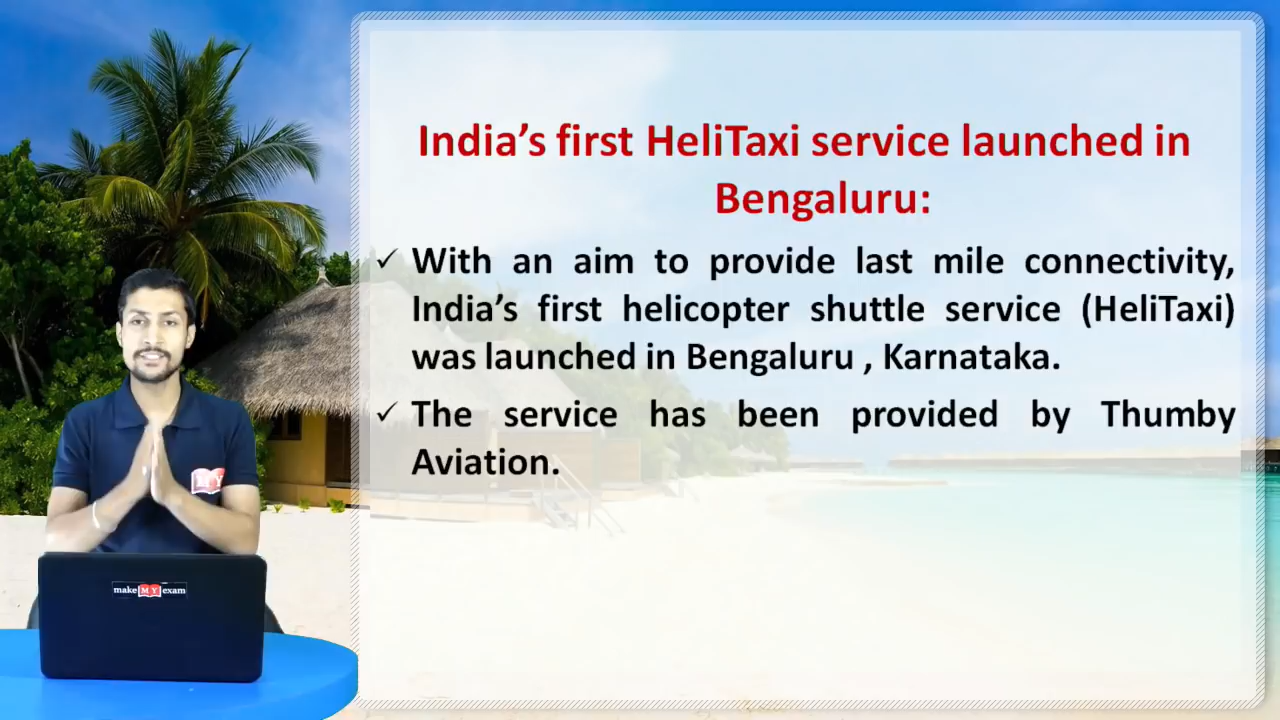 India's first HeliTaxi service launched in
Bengaluru:
✓ With an aim to provide last mile connectivity,
India's first helicopter shuttle service (HeliTaxi)
was launched in Bengaluru , Karnataka.
✓ The service has been provided by Thumby
Aviation.
M Y
make MY exam